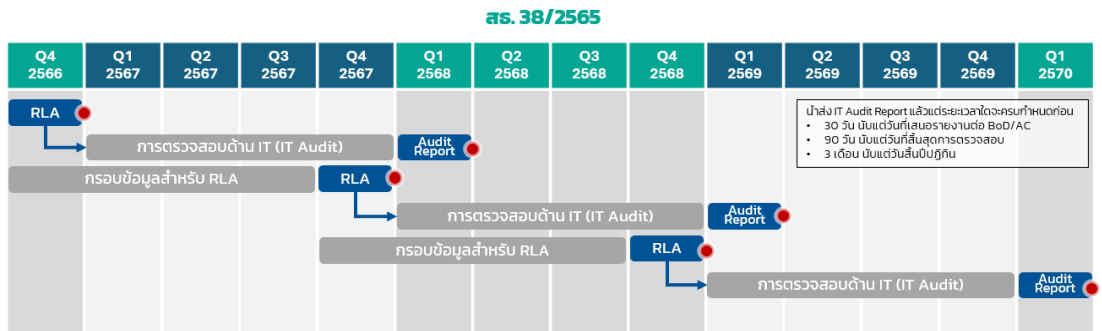 สธ. 38/2565
Q4 Q1 Q2 Q3 Q4 Q1 Q2 Q3 Q4 Q1 Q2 Q3 Q4 Q1
2566 2567 2567 2567 2567 2568 2568 2568 2568 2569 2569 2569 2569 2570
นำส่ง IT Audit Report แล้วแต่ระยะเวลาใดจะครบกำหนดก่อน
• 30 วัน นับแต่วันที่เสนอรายงานต่อ BoD/AC
• 90 วัน นับแต่วันที่สิ้นสุดการตรวจสอบ
• 3 เดือน นับแต่วันสิ้นปีปฏิทิน
RLA
การตรวจสอบด้าน IT (IT Audit)
Audit
Report
กรอบข้อมูลสำหรับ RLA
RLA
การตรวจสอบด้าน IT (IT Audit)
Audit
Report
กรอบข้อมูลสำหรับ RLA
RLA
การตรวจสอบด้าน IT (IT Audit)
Audit
Report